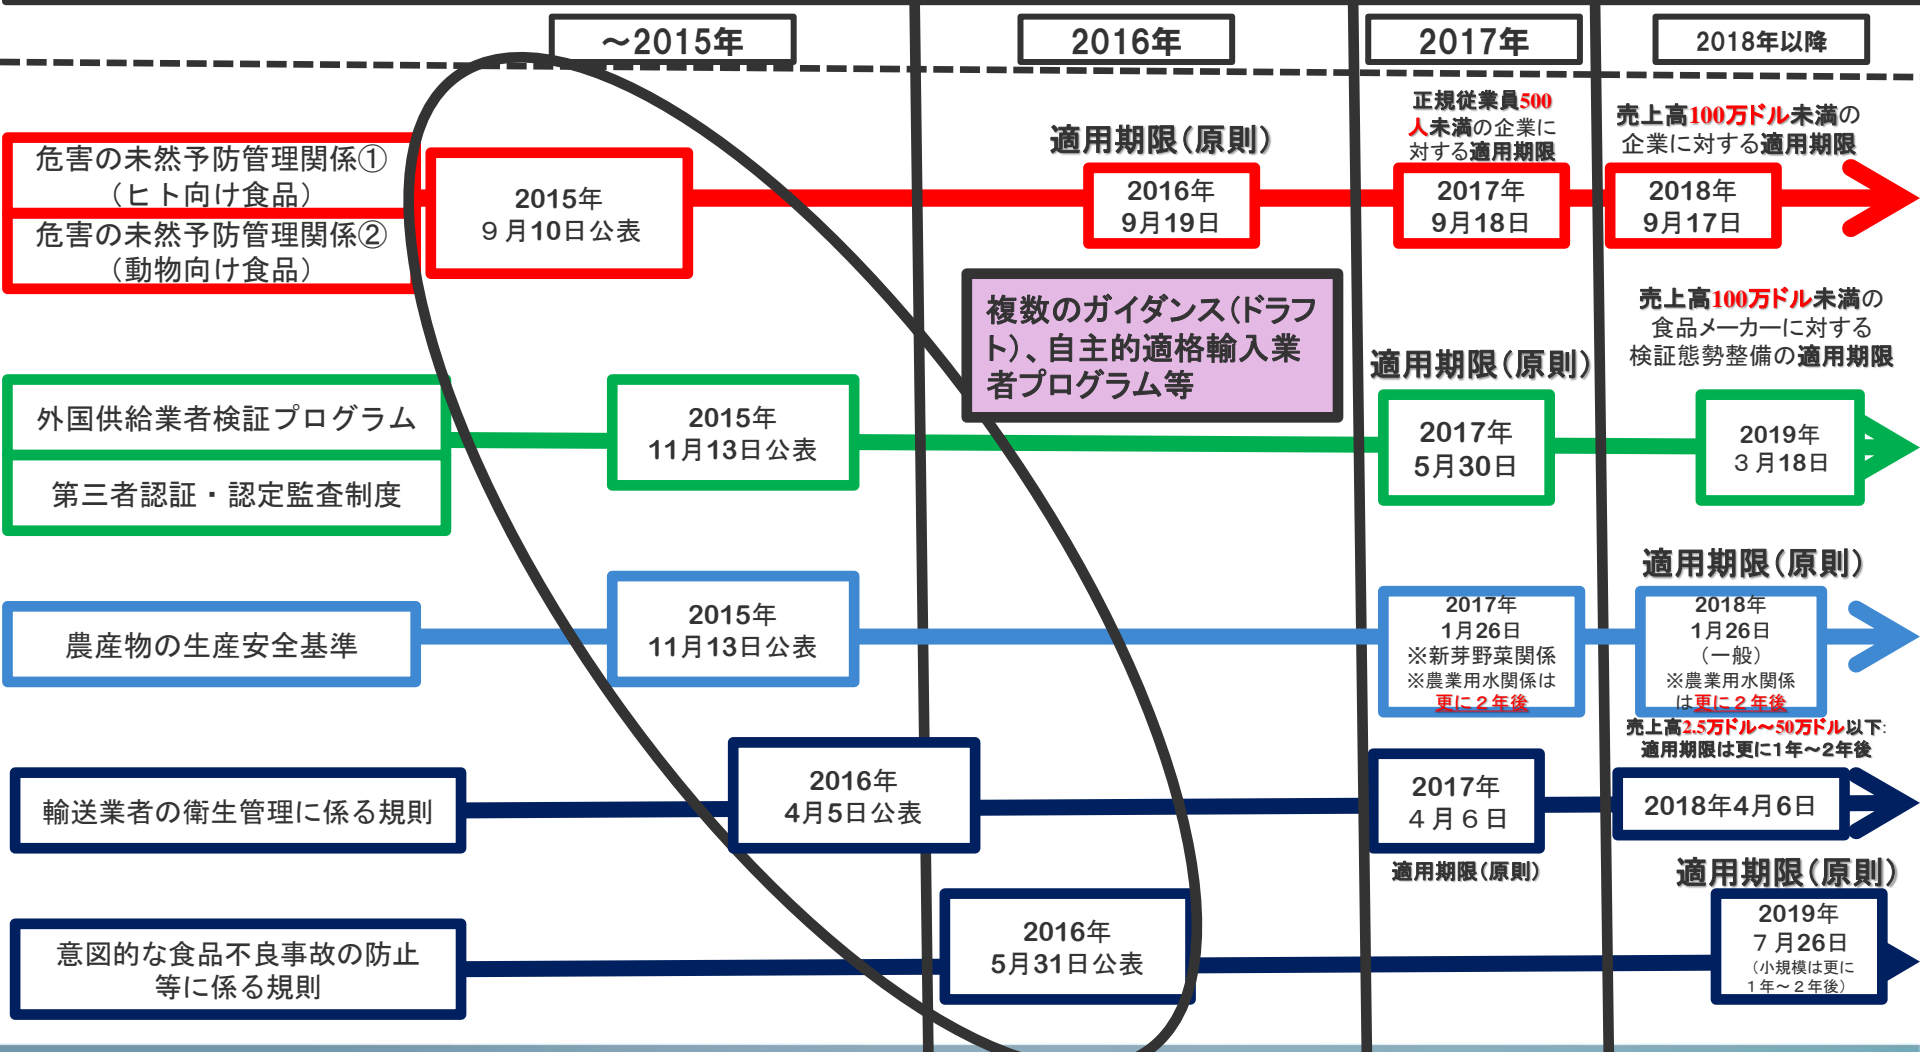 ～2015年
2016年
2017年
2018年以降
危害の未然予防管理関係①
（ヒト向け食品）
危害の未然予防管理関係②
（動物向け食品）
2015年
９月10日公表
適用期限（原則）
2016年
9月19日
正規従業員500
人未満の企業に
対する適用期限
2017年
9月18日
売上高100万ドル未満の
企業に対する適用期限
2018年
9月17日
複数のガイダンス（ドラフ
ト）、自主的適格輸入業
者プログラム等
外国供給業者検証プログラム
第三者認証・認定監査制度
2015年
11月13日公表
適用期限（原則）
2017年
5月30日
売上高100万ドル未満の
食品メーカーに対する
検証態勢整備の適用期限
2019年
３月18日
農産物の生産安全基準
2015年
11月13日公表
2017年
1月26日
※新芽野菜関係
※農業用水関係は
更に２年後
適用期限（原則）
2018年
1月26日
（一般）
※農業用水関係
は更に２年後
売上高2.5万ドル～50万ドル以下:
適用期限は更に1年～2年後
輸送業者の衛生管理に係る規則
2016年
4月5日公表
2017年
４月６日
適用期限（原則）
2018年4月6日
意図的な食品不良事故の防止
等に係る規則
2016年
5月31日公表
適用期限（原則）
2019年
７月26日
（小規模は更に
１年～２年後）